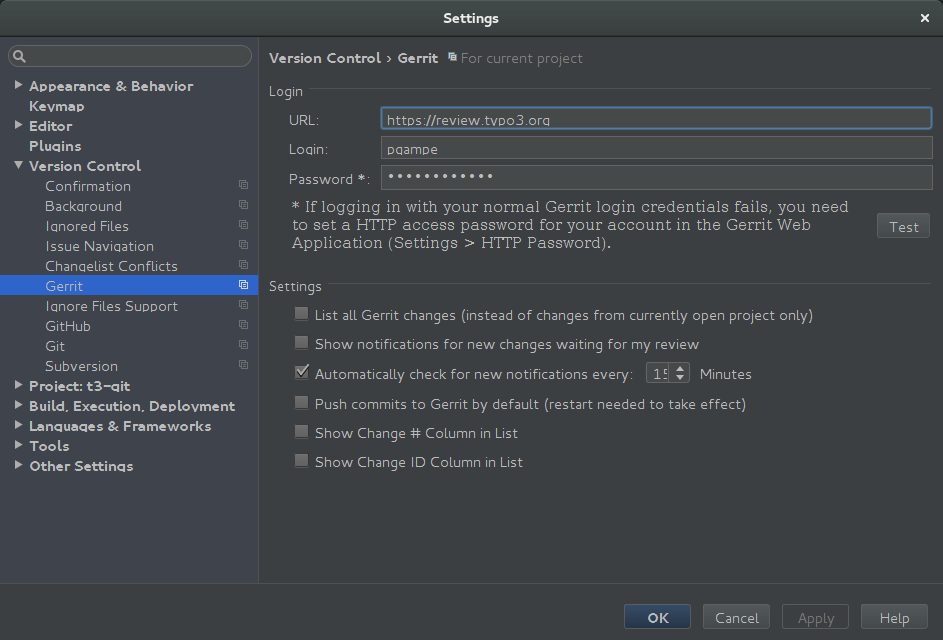 Settings
Version Control › Gerrit For current project
Appearance & Behavior
Keymap
Editor
Plugins
Version Control
Confirmation
Background
Ignored Files
Issue Navigation
Changelist Conflicts
Gerrit
Ignore Files Support
GitHub
Git
Subversion
Project: t3-git
Build, Execution, Deployment
Languages & Frameworks
Tools
Other Settings
Login
URL: https://review.typo3.org
Login: pgampe
Password *: ••••••••••••
* If logging in with your normal Gerrit login credentials fails, you need
to set a HTTP access password for your account in the Gerrit Web
Application (Settings > HTTP Password).
Test
Settings
List all Gerrit changes (instead of changes from currently open project only)
Show notifications for new changes waiting for my review
Automatically check for new notifications every: 15 Minutes
Push commits to Gerrit by default (restart needed to take effect)
Show Change # Column in List
Show Change ID Column in List
OK Cancel Apply Help